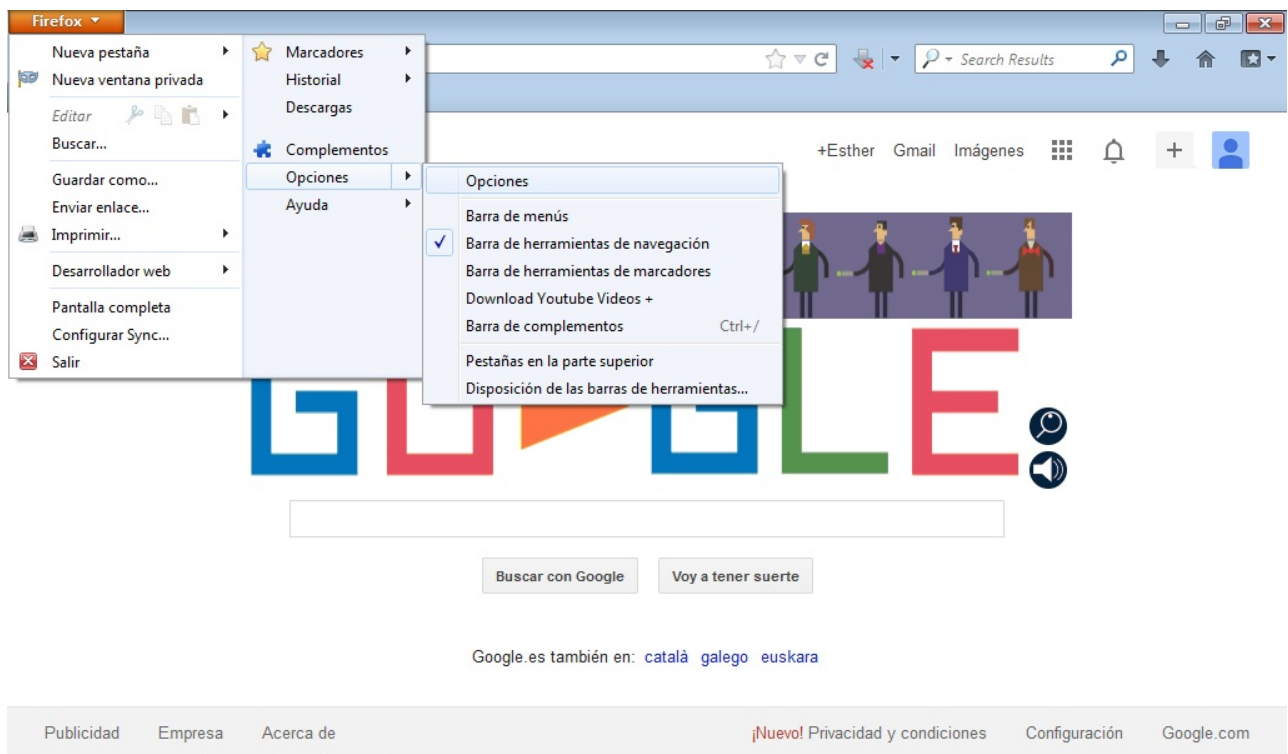 Firefox
Nueva pestaña
Nueva ventana privada
Editar
Buscar...
Guardar como...
Enviar enlace...
Imprimir...
Desarrollador web
Pantalla completa
Configurar Sync...
Salir
Marcadores
Historial
Descargas
Complementos
Opciones
Ayuda
Opciones
Barra de menús
Barra de herramientas de navegación
Barra de herramientas de marcadores
Download Youtube Videos +
Barra de complementos Ctrl+/
Pestañas en la parte superior
Disposición de las barras de herramientas...
Search Results
+Esther Gmail Imágenes
GOOGLE
Buscar con Google Voy a tener suerte
Google.es también en: català galego euskara
Publicidad Empresa Acerca de ¡Nuevo! Privacidad y condiciones Configuración Google.com